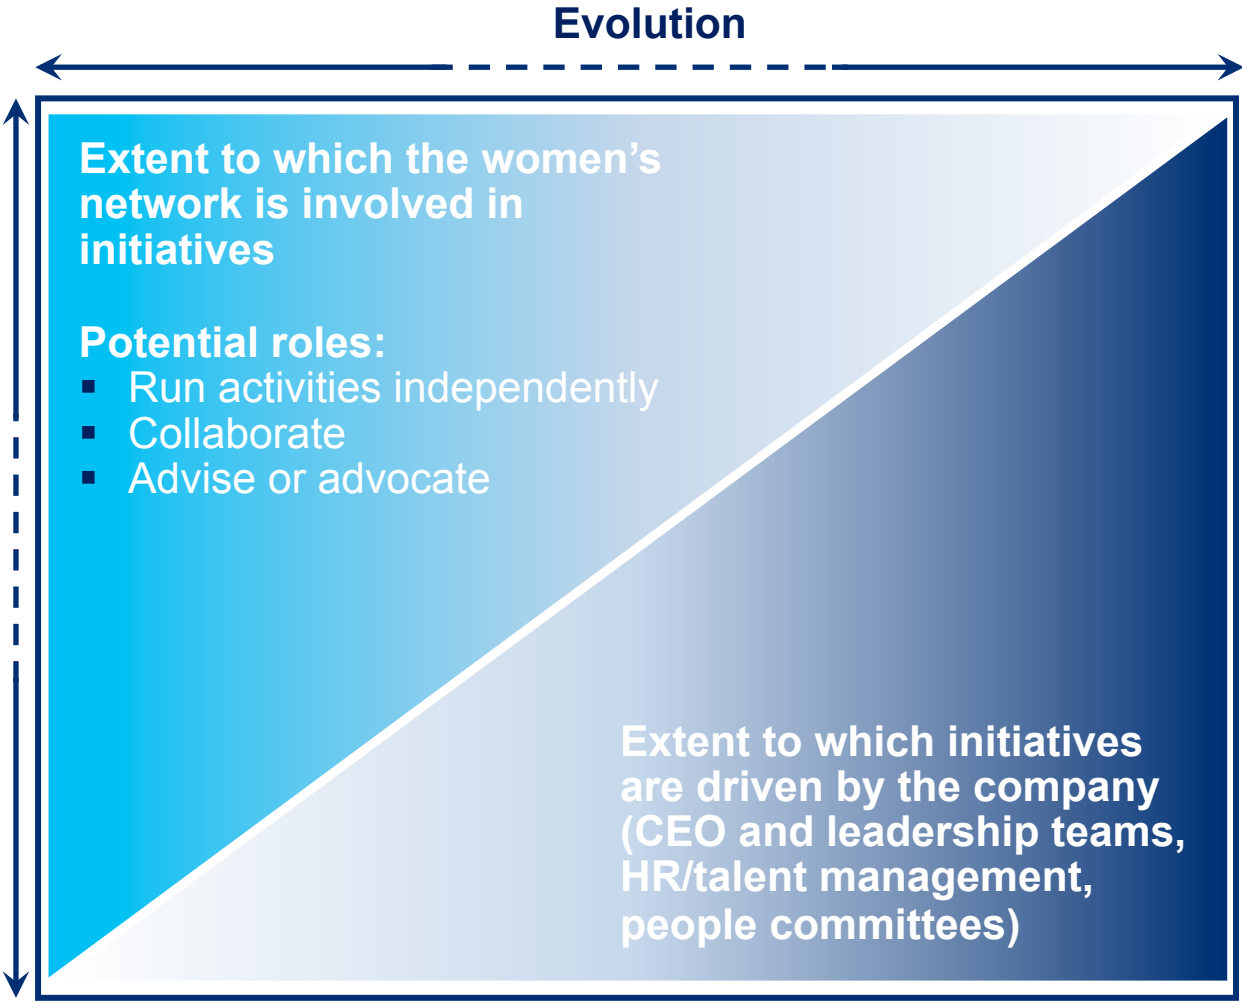 Evolution
Extent to which the women’s
network is involved in
initiatives
Potential roles:
▪ Run activities independently
▪ Collaborate
▪ Advise or advocate
Extent to which initiatives
are driven by the company
(CEO and leadership teams,
HR/talent management,
people committees)